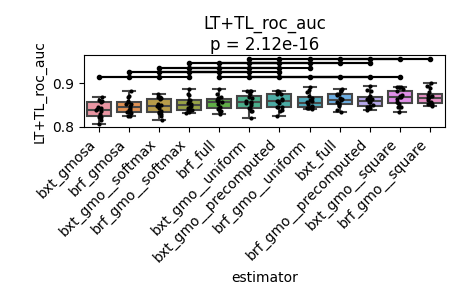 LT+TL_roc_auc
p = 2.12e-16
LT+TL_roc_auc
0.9
0.8
bxt_gmosa
brf_gmosa
bxt_gmo__softmax
brf_gmo__softmax
brf_full
bxt_gmo__uniform
bxt_gmo__precomputed
brf_gmo__uniform
bxt_full
brf_gmo__precomputed
bxt_gmo__square
brf_gmo__square
estimator